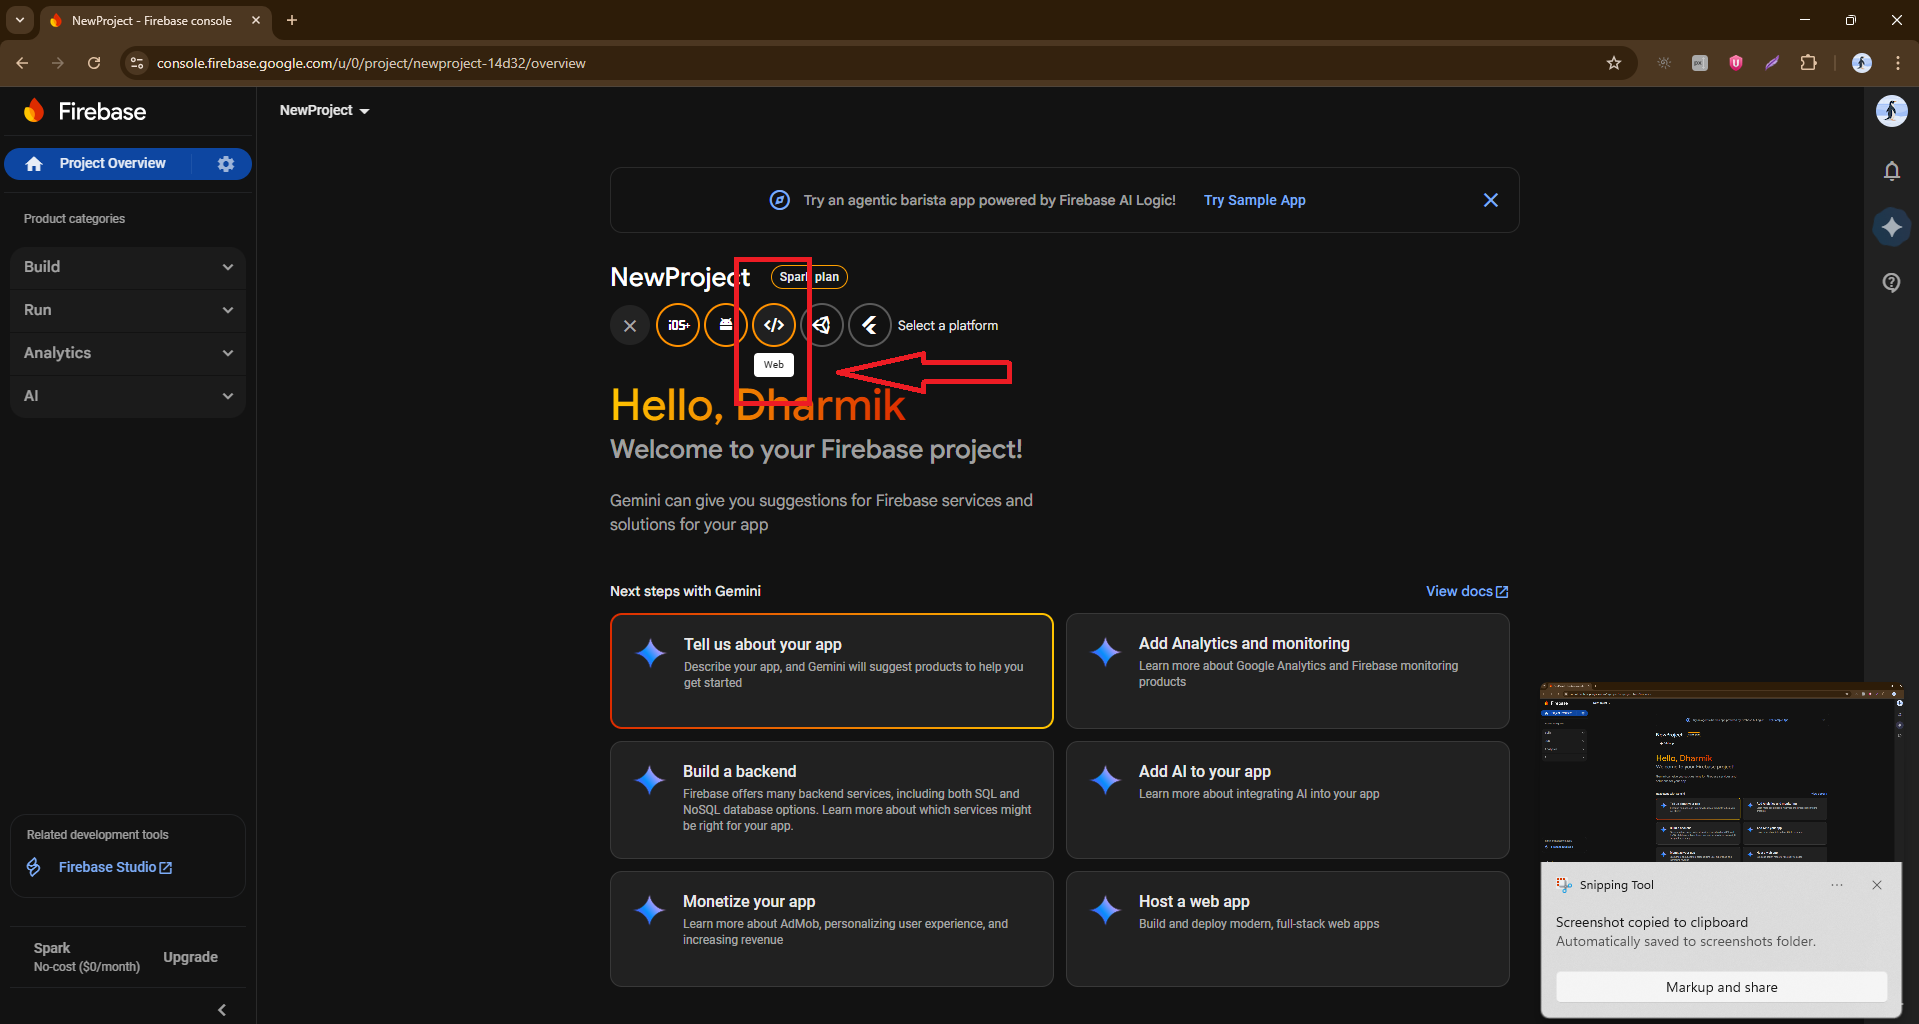 NewProject - Firebase console
console.firebase.google.com/u/0/project/newproject-14d32/overview
Firebase
NewProject
Project Overview
Try an agentic barista app powered by Firebase AI Logic!
Try Sample App
Product categories
Build
Run
Analytics
AI
NewProject
Spark plan
iOS+
</>
Select a platform
Web
Hello, Dharmik
Welcome to your Firebase project!
Gemini can give you suggestions for Firebase services and
solutions for your app
Next steps with Gemini
View docs
Tell us about your app
Describe your app, and Gemini will suggest products to help you
get started
Add Analytics and monitoring
Learn more about Google Analytics and Firebase monitoring
products
Build a backend
Firebase offers many backend services, including both SQL and
NoSQL database options. Learn more about which services might
be right for your app.
Add AI to your app
Learn more about integrating AI into your app
Monetize your app
Learn more about AdMob, personalizing user experience, and
increasing revenue
Host a web app
Build and deploy modern, full-stack web apps
Related development tools
Firebase Studio
Spark
No-cost ($0/month)
Upgrade
Firebase
Hello, Dharmik
Snipping Tool
Screenshot copied to clipboard
Automatically saved to screenshots folder.
Markup and share